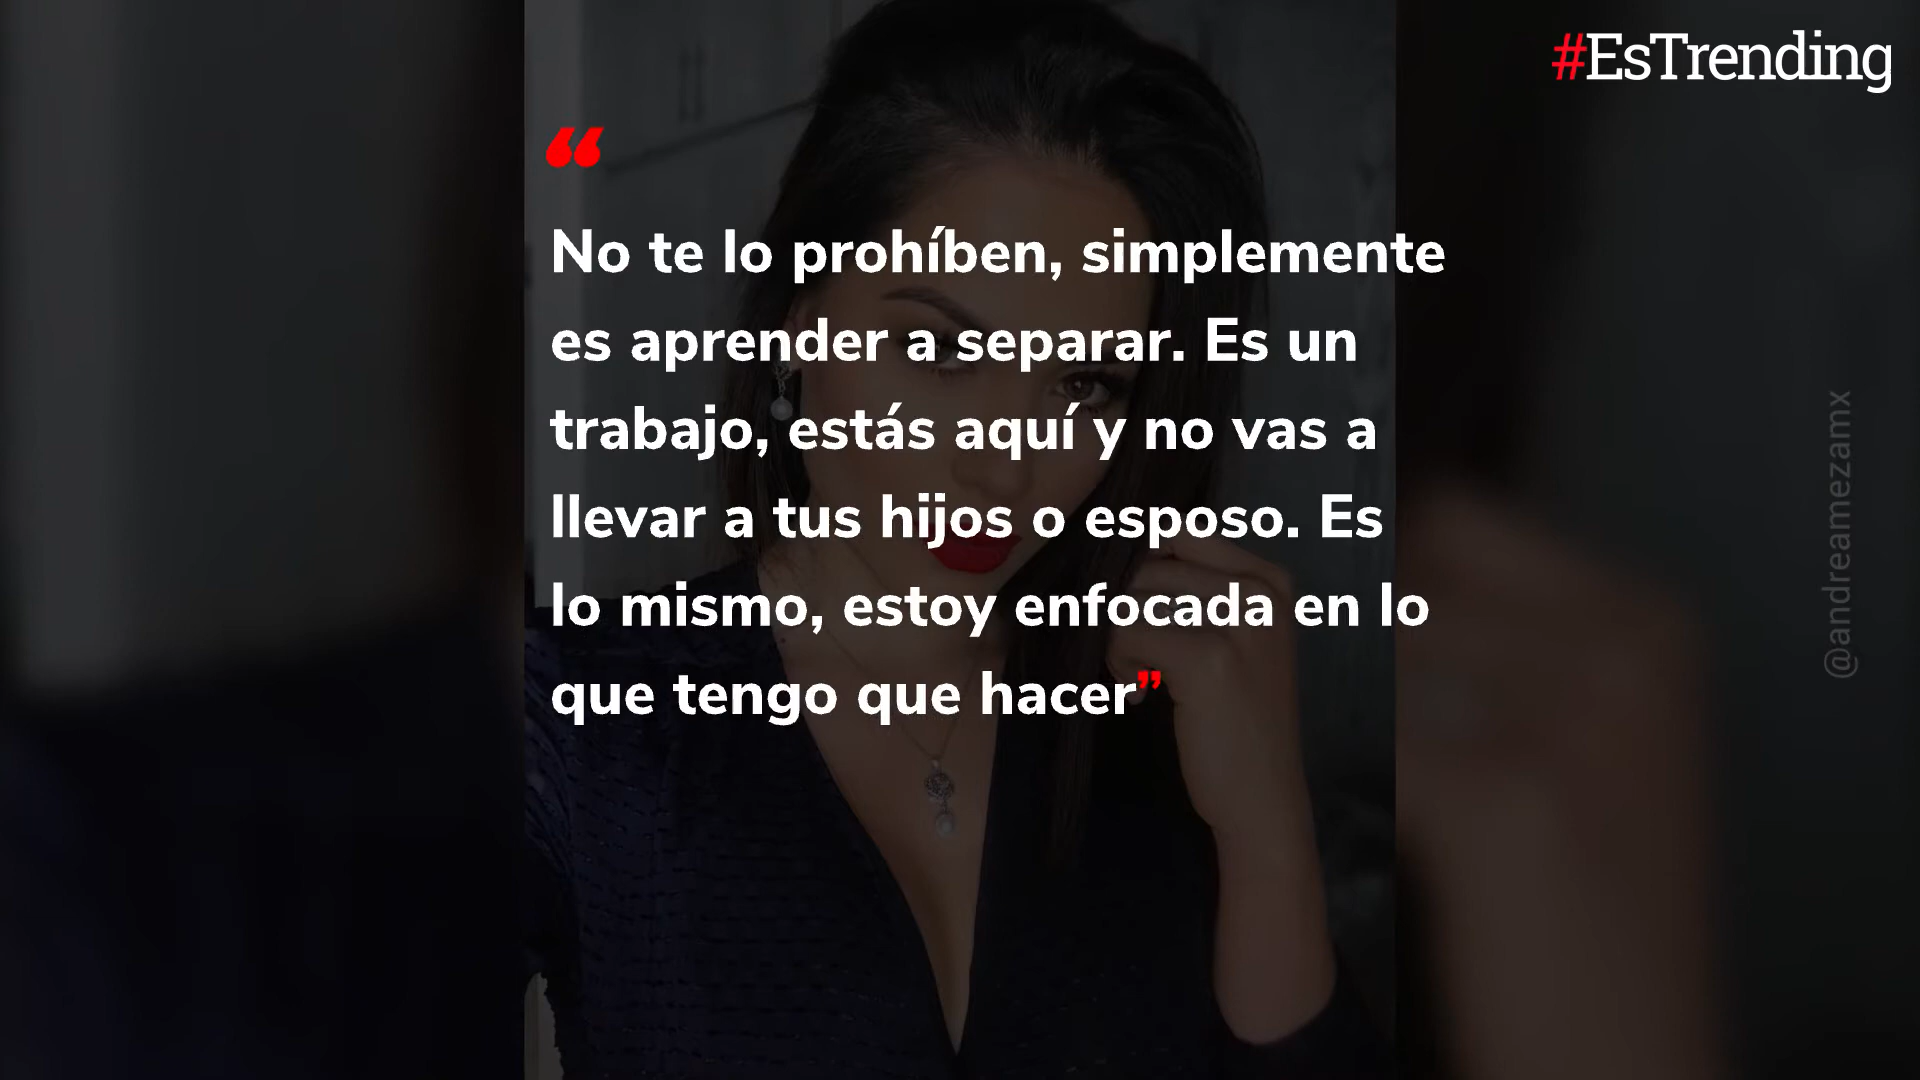 #EsTrending
“
No te lo prohíben, simplemente
es aprender a separar. Es un
trabajo, estás aquí y no vas a
llevar a tus hijos o esposo. Es
lo mismo, estoy enfocada en lo
que tengo que hacer”
@andreamezamx